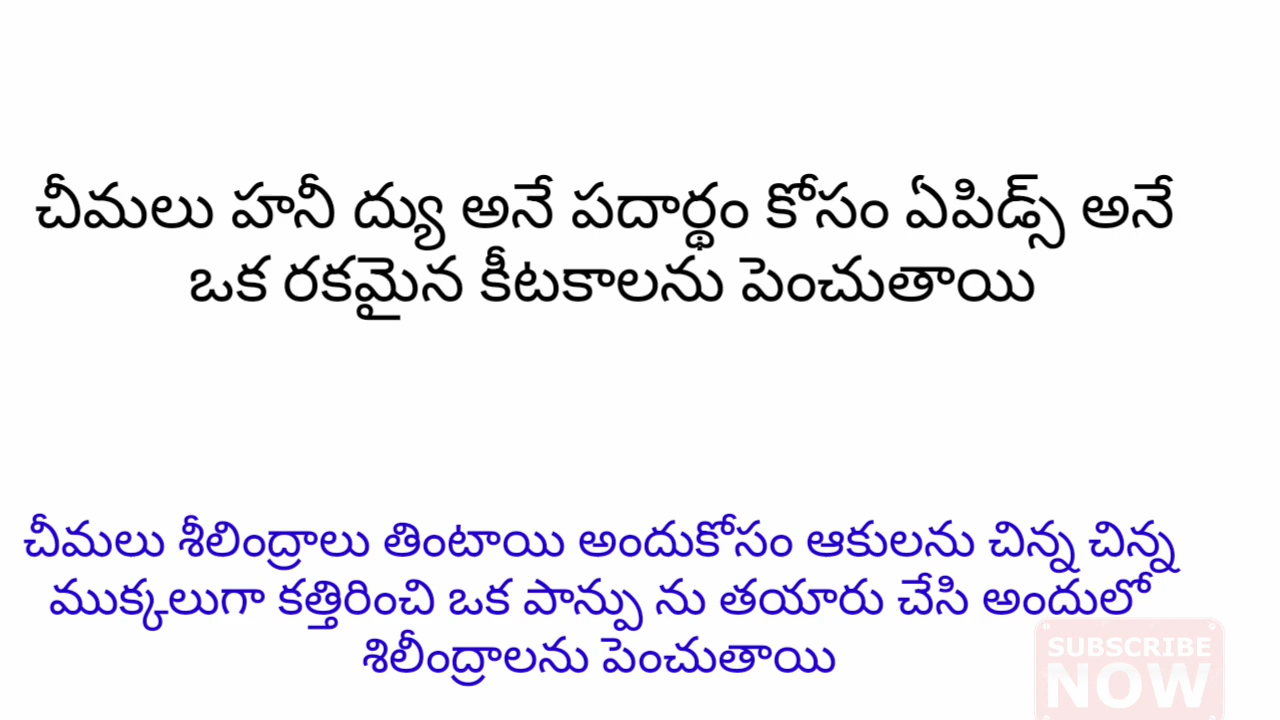 చీమలు హనీ ద్యు అనే పదార్థం కోసం ఏపిడ్స్ అనే
ఒక రకమైన కీటకాలను పెంచుతాయి
చీమలు శీలింద్రాలు తింటాయి అందుకోసం ఆకులను చిన్న చిన్న
ముక్కలుగా కత్తిరించి ఒక పాన్పు ను తయారు చేసి అందులో
శిలీంద్రాలను పెంచుతాయి
SUBSCRIBE
NOW